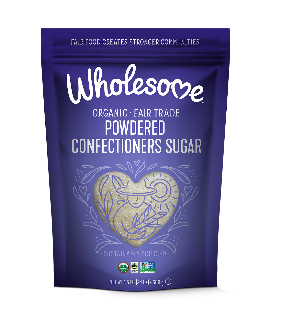 FAIR FOOD CREATES STRONGER COMMUNITIES
Wholesome
ORGANIC · FAIR TRADE
POWDERED
CONFECTIONERS SUGAR